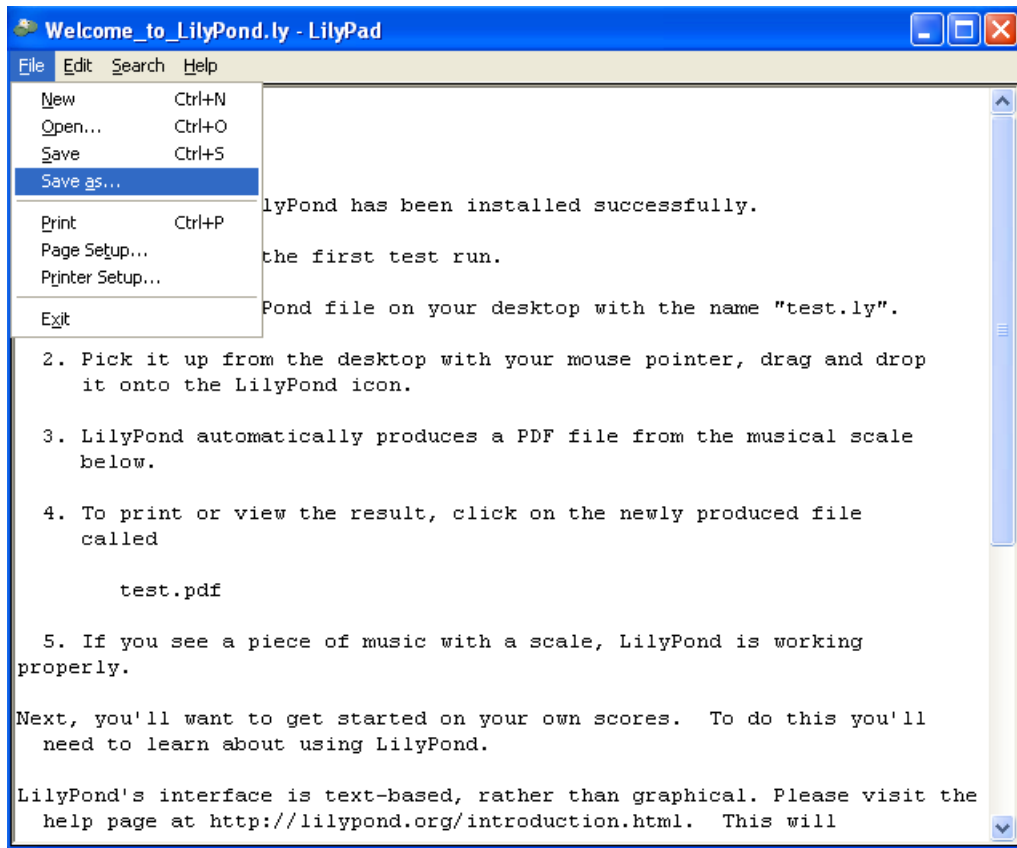 Welcome_to_LilyPond.ly - LilyPad
File Edit Search Help
New Ctrl+N
Open... Ctrl+O
Save Ctrl+S
Save as...
Print Ctrl+P
Page Setup...
Printer Setup...
Exit
lyPond has been installed successfully.
the first test run.
Pond file on your desktop with the name "test.ly".
2. Pick it up from the desktop with your mouse pointer, drag and drop
it onto the LilyPond icon.
3. LilyPond automatically produces a PDF file from the musical scale
below.
4. To print or view the result, click on the newly produced file
called
test.pdf
5. If you see a piece of music with a scale, LilyPond is working
properly.
Next, you'll want to get started on your own scores.  To do this you'll
need to learn about using LilyPond.
LilyPond's interface is text-based, rather than graphical. Please visit the
help page at http://lilypond.org/introduction.html.  This will